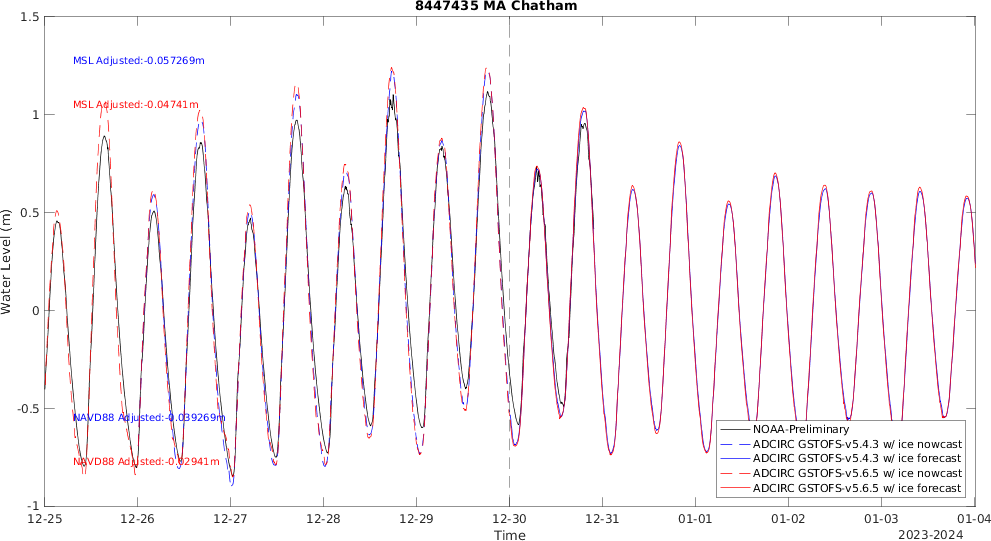 8447435 MA Chatham
1.5
1
0.5
0
-0.5
-1
Water Level (m)
MSL Adjusted:-0.057269m
MSL Adjusted:-0.04741m
NAVD88 Adjusted:-0.039269m
NAVD88 Adjusted:-0.02941m
NOAA-Preliminary
ADCIRC GSTOFS-v5.4.3 w/ ice nowcast
ADCIRC GSTOFS-v5.4.3 w/ ice forecast
ADCIRC GSTOFS-v5.6.5 w/ ice nowcast
ADCIRC GSTOFS-v5.6.5 w/ ice forecast
12-25 12-26 12-27 12-28 12-29 12-30 12-31 01-01 01-02 01-03 01-04
Time
2023-2024